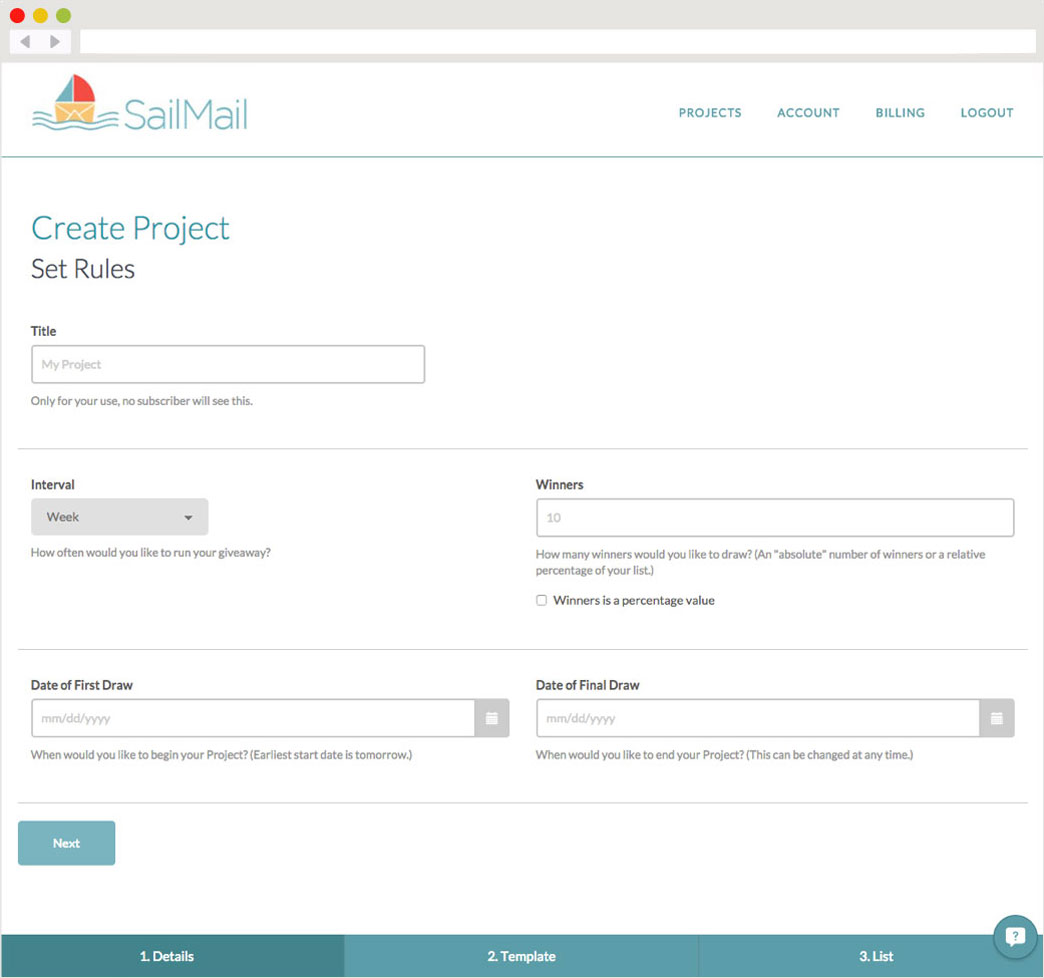 SailMail
PROJECTS ACCOUNT BILLING LOGOUT
Create Project
Set Rules
Title
My Project
Only for your use, no subscriber will see this.
Interval
Week
How often would you like to run your giveaway?
Winners
10
How many winners would you like to draw? (An "absolute" number of winners or a relative
percentage of your list.)
Winners is a percentage value
Date of First Draw
mm/dd/yyyy
When would you like to begin your Project? (Earliest start date is tomorrow.)
Date of Final Draw
mm/dd/yyyy
When would you like to end your Project? (This can be changed at any time.)
Next
?
1. Details
2. Template
3. List